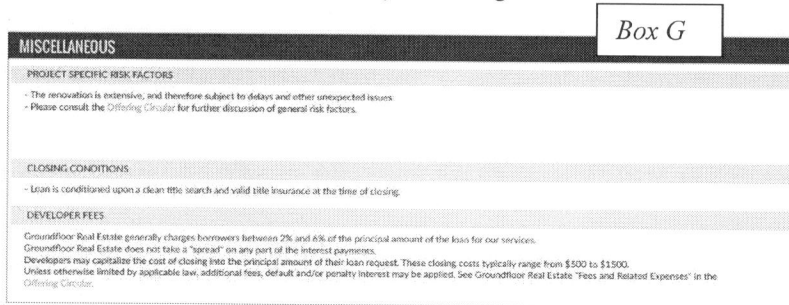 Box G
MISCELLANEOUS
PROJECT SPECIFIC RISK FACTORS
- The renovation is extensive, and therefore subject to delays and other unexpected issues
- Please consult the Offering Circular for further discussion of general risk factors.
CLOSING CONDITIONS
- Loan is conditioned upon a clean title search and valid title insurance at the time of closing.
DEVELOPER FEES
Groundfloor Real Estate generally charges borrowers between 2% and 6% of the principal amount of the loan for our services.
Groundfloor Real Estate does not take a "spread" on any part of the interest payments.
Developers may capitalize the cost of closing into the principal amount of their loan request. These closing costs typically range from $500 to $1500.
Unless otherwise limited by applicable law, additional fees, default and/or penalty interest may be applied. See Groundfloor Real Estate "Fees and Related Expenses" in the
Offering Circular.